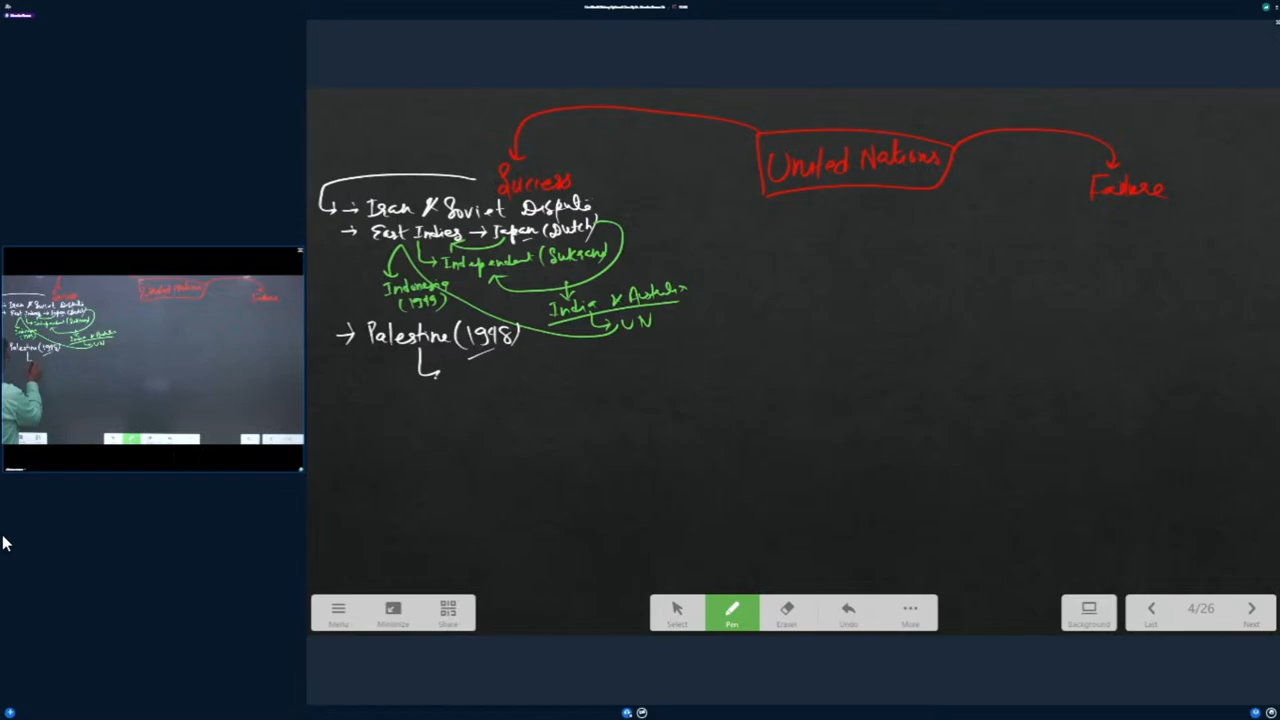 United Nations
Success
Failure
→ Iran & Soviet Dispute
→ East Indies → Japan (Dutch)
Independent (Sukarno)
Indonesia
(1949)
India & Australia
UN
→ Palestine (1948)
Menu
Minimize
Share
Select
Pen
Eraser
Undo
More
Background
4/26
Last
Next